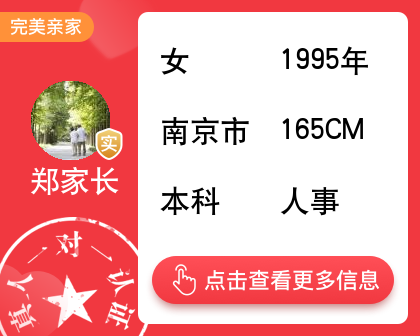 完美亲家
女 1995年
南京市 165CM
本科 人事
实
郑家长
真人一对一认证
点击查看更多信息